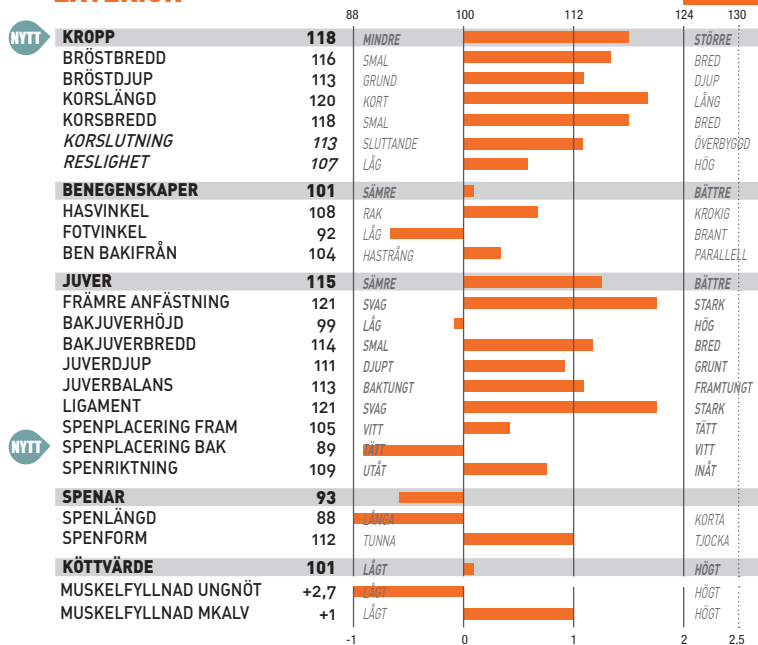 EXTERIÖR
88 100 112 124 130
NYTT KROPP 118 MINDRE STÖRRE
BRÖSTBREDD 116 SMAL BRED
BRÖSTDJUP 113 GRUND DJUP
KORSLÄNGD 120 KORT LÅNG
KORSBREDD 118 SMAL BRED
KORSLUTNING 113 SLUTTANDE ÖVERBYGGD
RESLIGHET 107 LÅG HÖG
BENEGENSKAPER 101 SÄMRE BÄTTRE
HASVINKEL 108 RAK KROKIG
FOTVINKEL 92 LÅG BRANT
BEN BAKIFRÅN 104 HASTRÅNG PARALLELL
JUVER 115 SÄMRE BÄTTRE
FRÄMRE ANFÄSTNING 121 SVAG STARK
BAKJUVERHÖJD 99 LÅG HÖG
BAKJUVERBREDD 114 SMAL BRED
JUVERDJUP 111 DJUPT GRUNT
JUVERBALANS 113 BAKTUNGT FRAMTUNGT
LIGAMENT 121 SVAG STARK
SPENPLACERING FRAM 105 VITT TÄTT
NYTT SPENPLACERING BAK 89 TÄTT VITT
SPENRIKTNING 109 UTÅT INÅT
SPENAR 93
SPENLÄNGD 88 LÅNGA KORTA
SPENFORM 112 TUNNA TJOCKA
KÖTTVÄRDE 101 LÅGT HÖGT
MUSKELFYLLNAD UNGNÖT +2,7 LÅGT HÖGT
MUSKELFYLLNAD MKALV +1 LÅGT HÖGT
-1 0 1 2 2,5